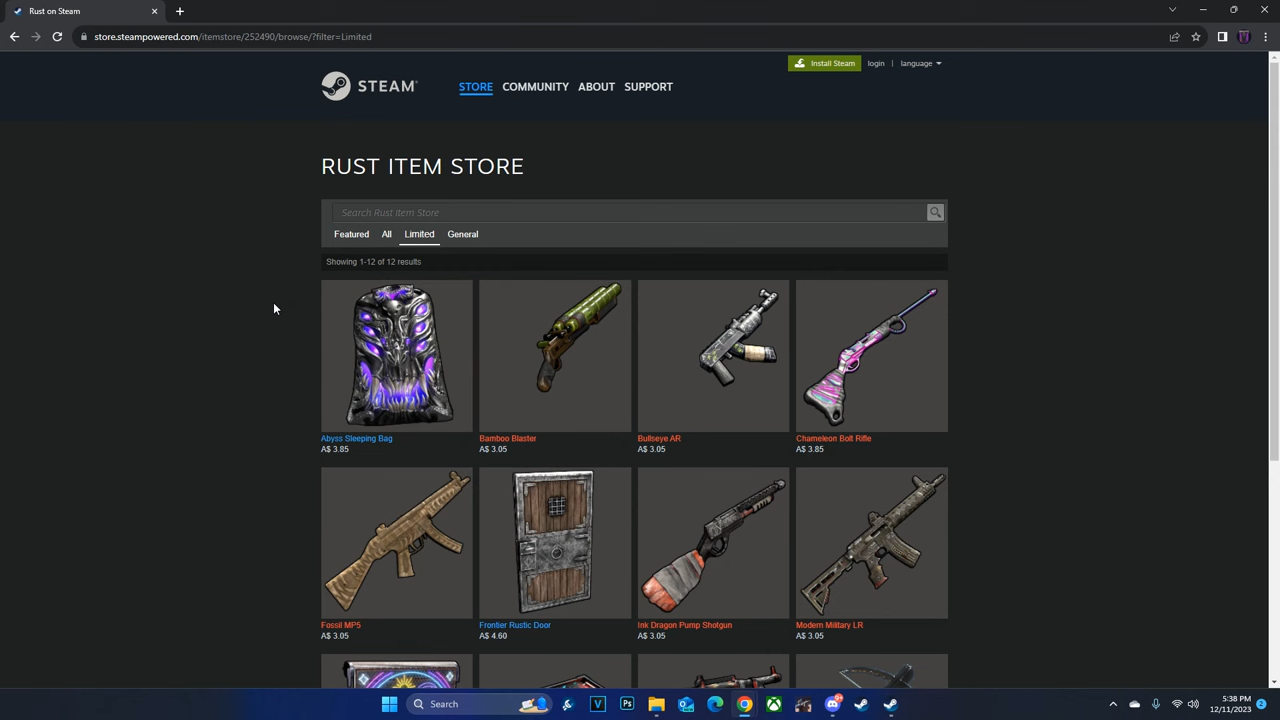 Rust on Steam
store.steampowered.com/itemstore/252490/browse/?filter=Limited
Install Steam login | language
STEAM
STORE COMMUNITY ABOUT SUPPORT
RUST ITEM STORE
Search Rust Item Store
Featured All Limited General
Showing 1-12 of 12 results
Abyss Sleeping Bag
A$ 3.85
Bamboo Blaster
A$ 3.05
Bullseye AR
A$ 3.05
Chameleon Bolt Rifle
A$ 3.85
Fossil MP5
A$ 3.05
Frontier Rustic Door
A$ 4.60
Ink Dragon Pump Shotgun
A$ 3.05
Modern Military LR
A$ 3.05
Search
V
Ps
5:38 PM
12/13/2023
2